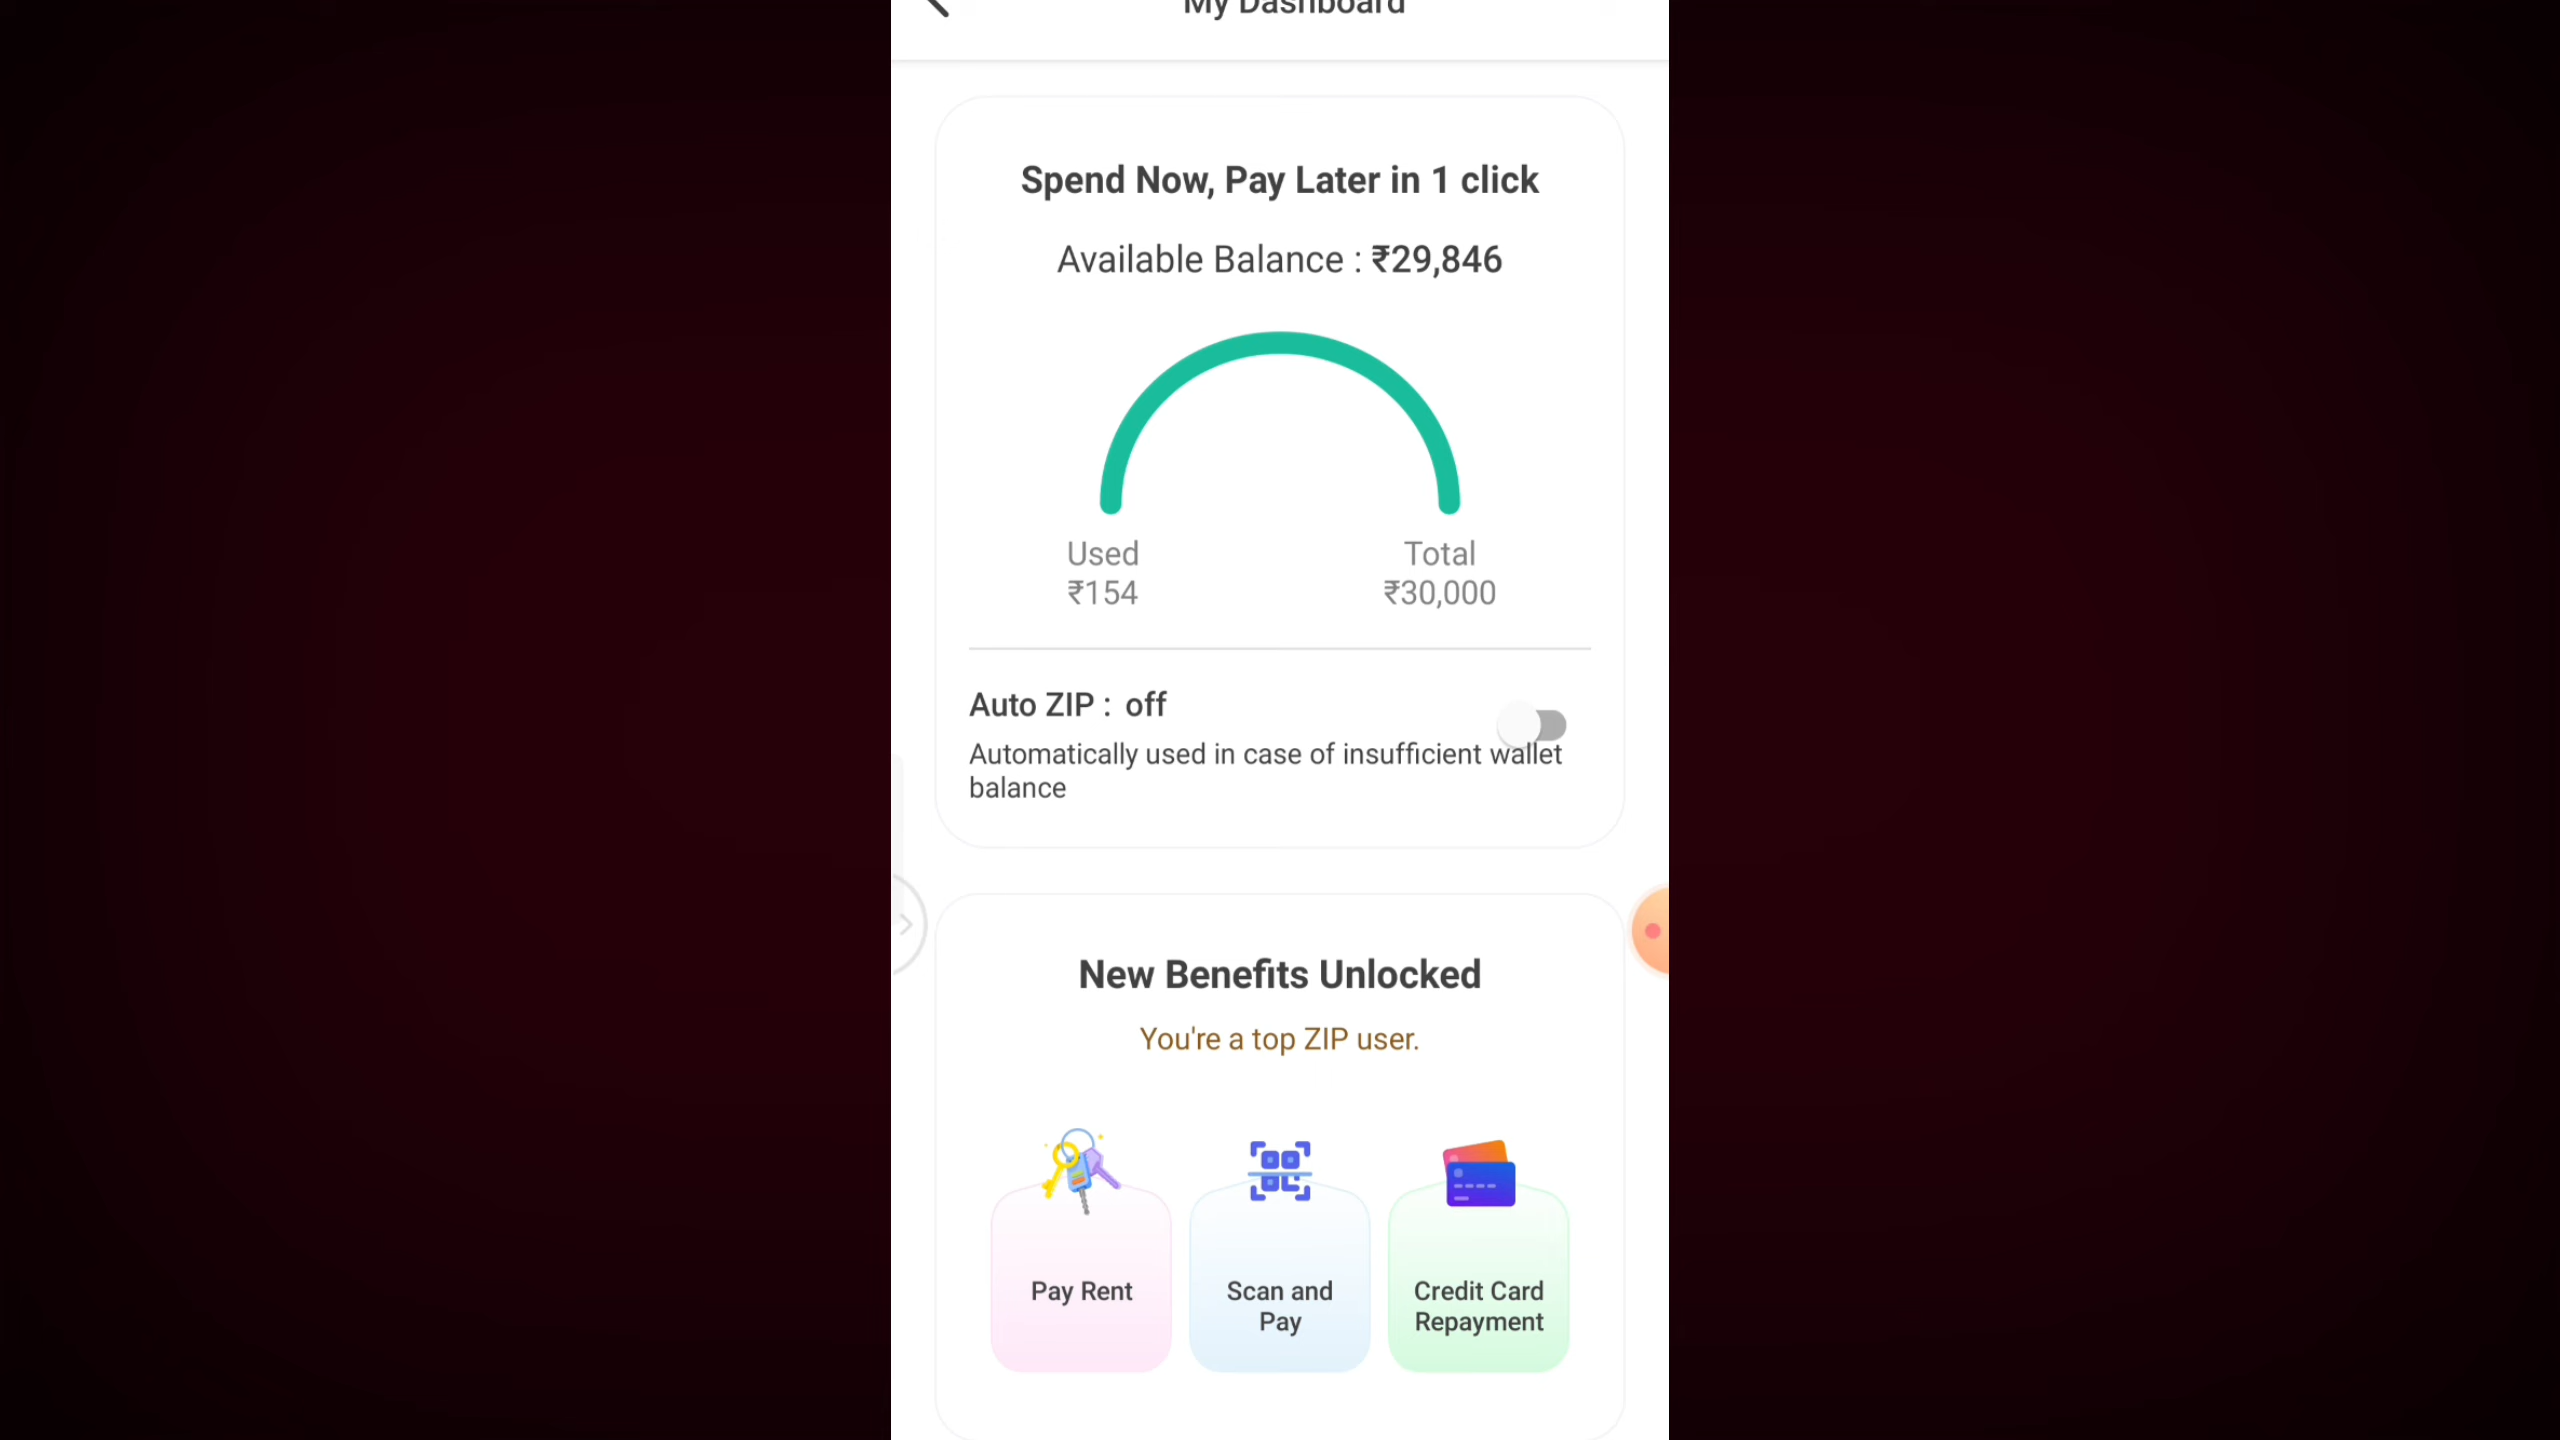 My Dashboard
Spend Now, Pay Later in 1 click
Available Balance : ₹29,846
Used
Total
₹154
₹30,000
Auto ZIP : off
Automatically used in case of insufficient wallet
balance
New Benefits Unlocked
You're a top ZIP user.
Pay Rent
Scan and
Pay
Credit Card
Repayment